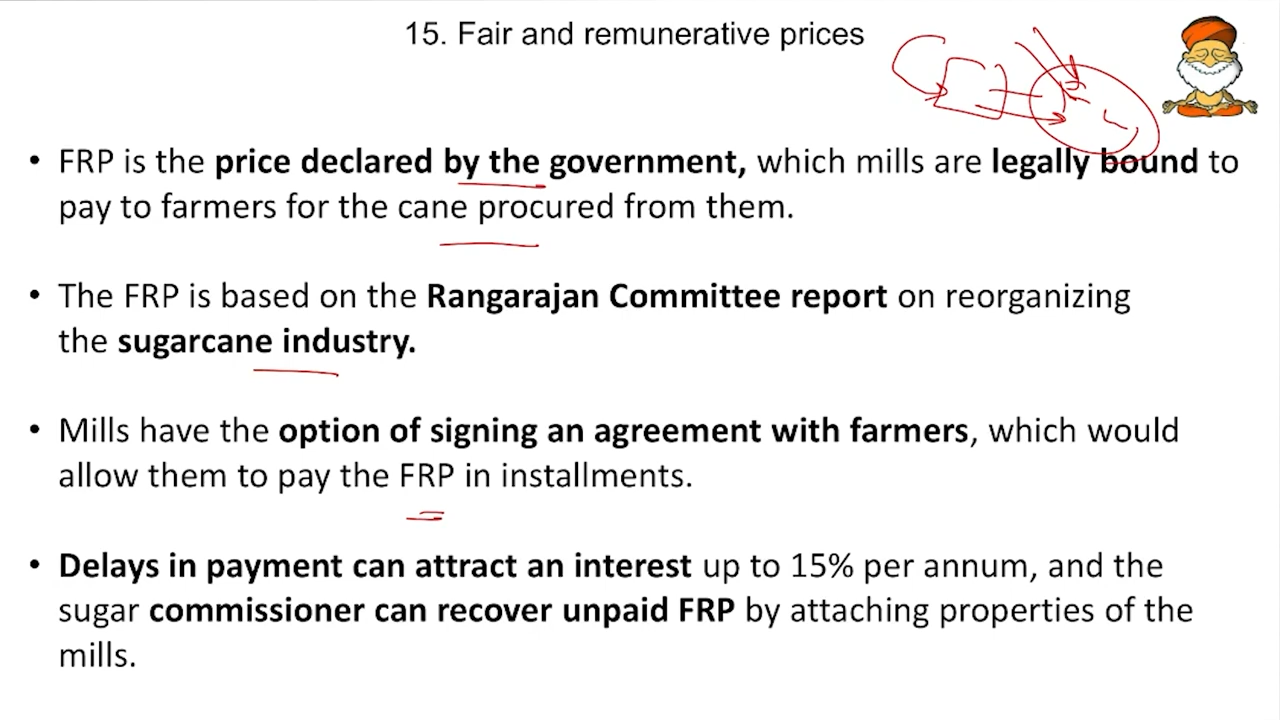 15. Fair and remunerative prices
• FRP is the price declared by the government, which mills are legally bound to
pay to farmers for the cane procured from them.
• The FRP is based on the Rangarajan Committee report on reorganizing
the sugarcane industry.
• Mills have the option of signing an agreement with farmers, which would
allow them to pay the FRP in installments.
• Delays in payment can attract an interest up to 15% per annum, and the
sugar commissioner can recover unpaid FRP by attaching properties of the
mills.